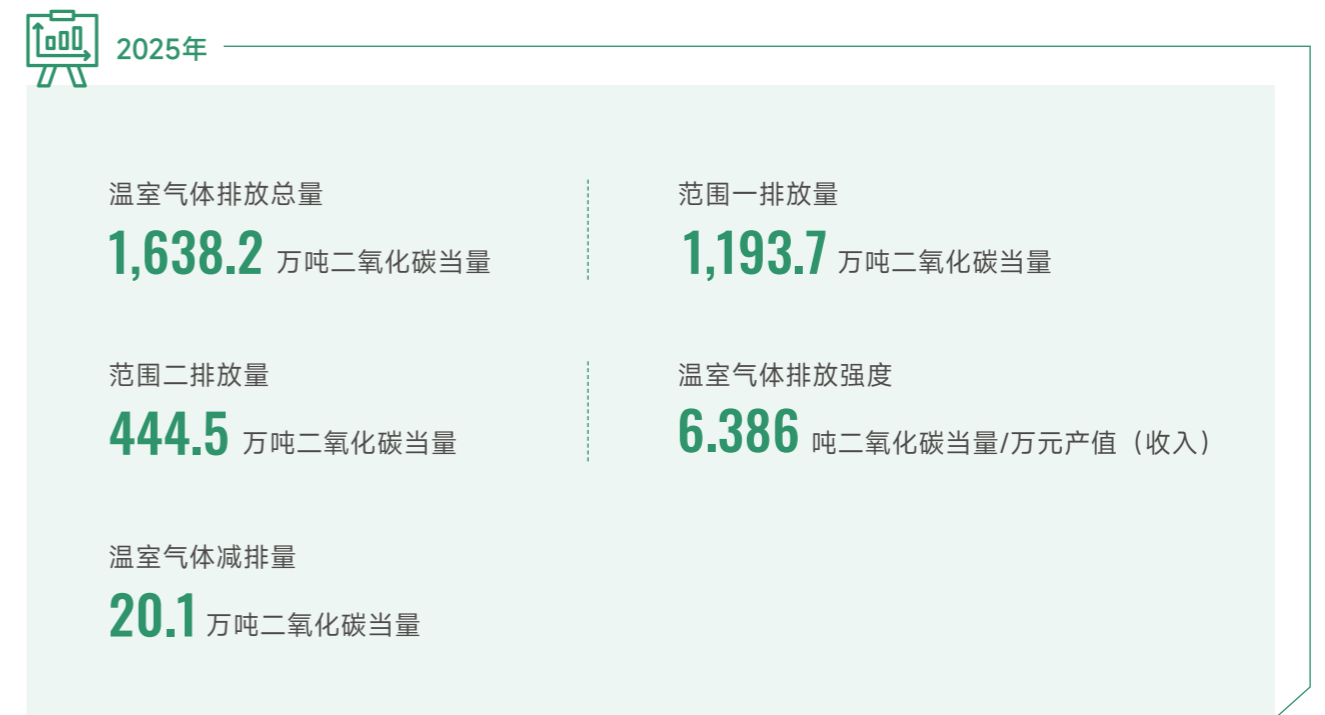 2025年
温室气体排放总量
1,638.2 万吨二氧化碳当量
范围一排放量
1,193.7 万吨二氧化碳当量
范围二排放量
444.5 万吨二氧化碳当量
温室气体排放强度
6.386 吨二氧化碳当量/万元产值（收入）
温室气体减排量
20.1 万吨二氧化碳当量